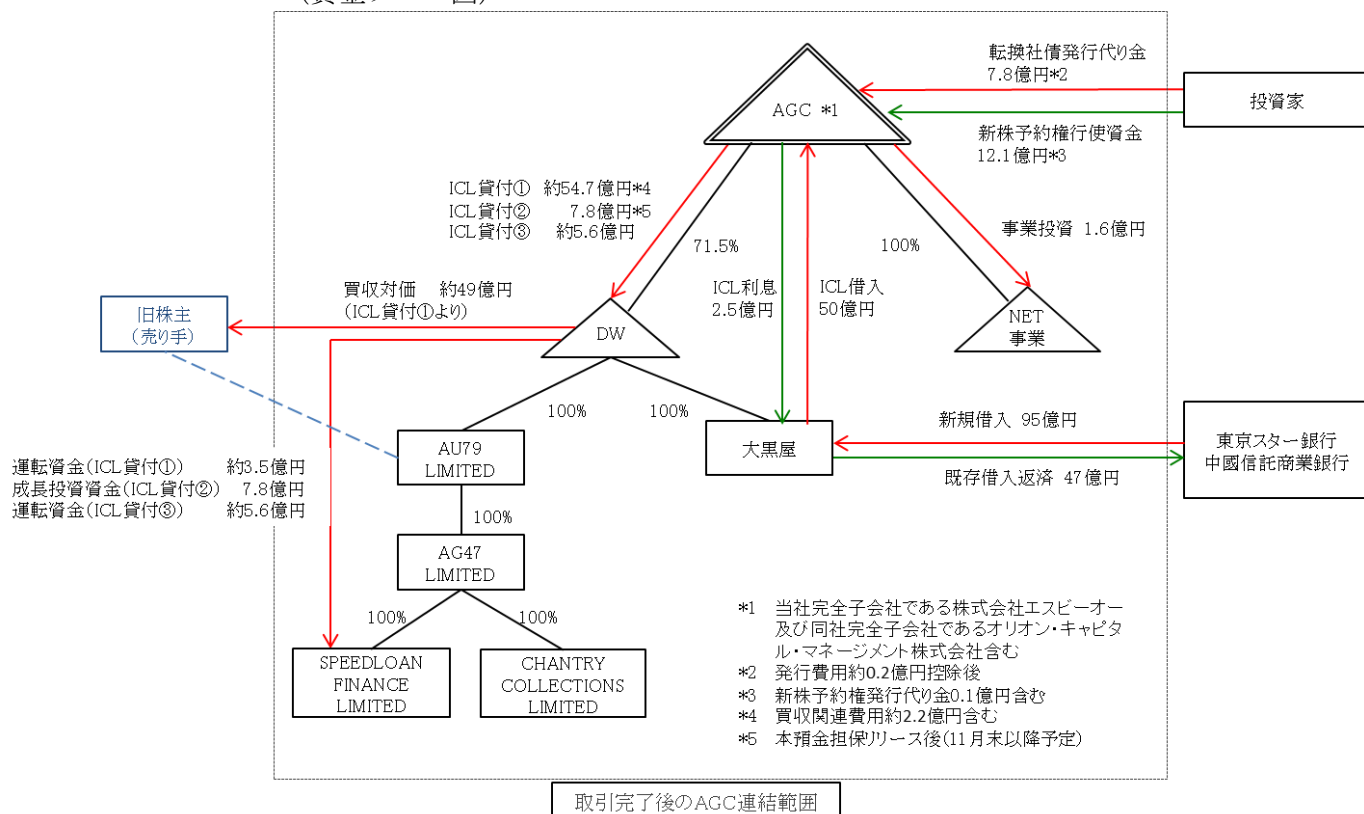 転換社債発行代り金
7.8億円*2
投資家
AGC *1
新株予約権行使資金
12.1億円*3
ICL貸付① 約54.7億円*4
ICL貸付② 7.8億円*5
ICL貸付③ 約5.6億円
71.5%
100%
事業投資 1.6億円
買収対価 約49億円
(ICL貸付①より)
ICL利息
2.5億円
ICL借入
50億円
旧株主
(売り手)
DW
NET
事業
100%
100%
新規借入 95億円
東京スター銀行
中國信託商業銀行
AU79
LIMITED
大黒屋
既存借入返済 47億円
運転資金(ICL貸付①) 約3.5億円
成長投資資金(ICL貸付②) 7.8億円
運転資金(ICL貸付③) 約5.6億円
100%
AG47
LIMITED
100%
100%
SPEEDLOAN
FINANCE
LIMITED
CHANTRY
COLLECTIONS
LIMITED
*1 当社完全子会社である株式会社エスビーオー
及び同社完全子会社であるオリオン・キャピタ
ル・マネージメント株式会社含む
*2 発行費用約0.2億円控除後
*3 新株予約権発行代り金0.1億円含む
*4 買収関連費用約2.2億円含む
*5 本預金担保リリース後(11月末以降予定)
取引完了後のAGC連結範囲